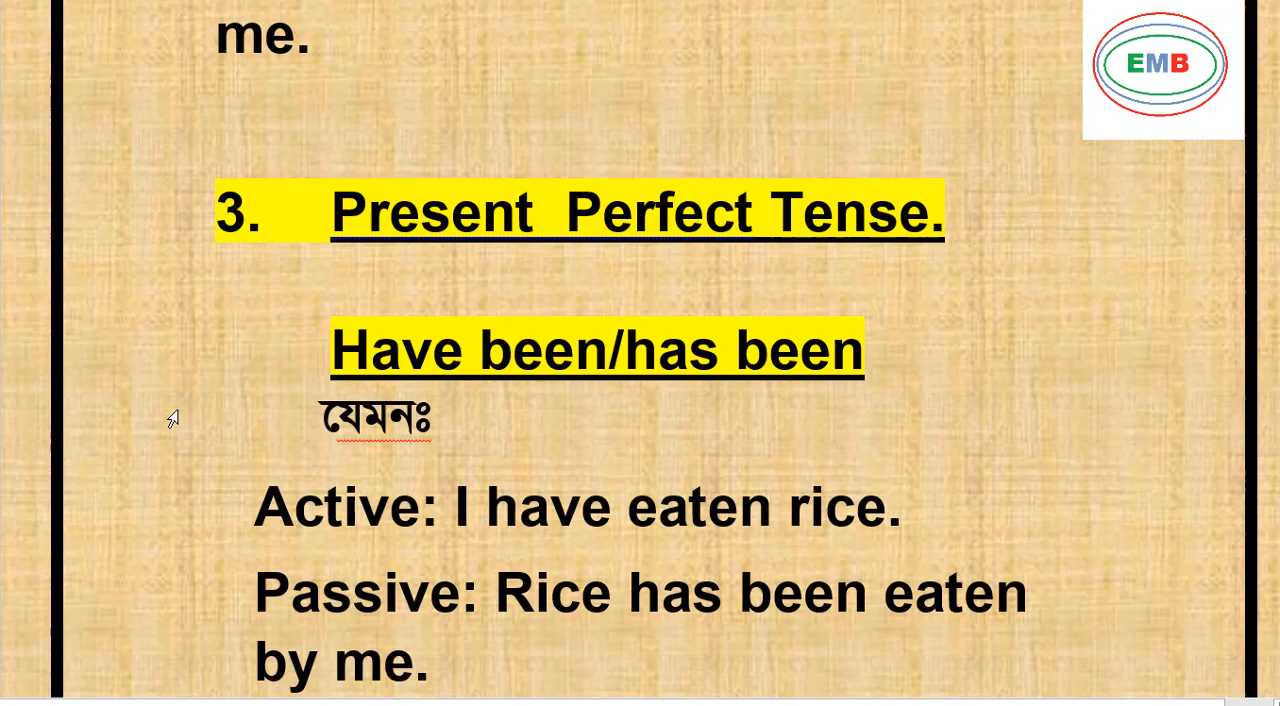 me.
EMB
3. Present Perfect Tense.
Have been/has been
যেমনঃ
Active: I have eaten rice.
Passive: Rice has been eaten
by me.